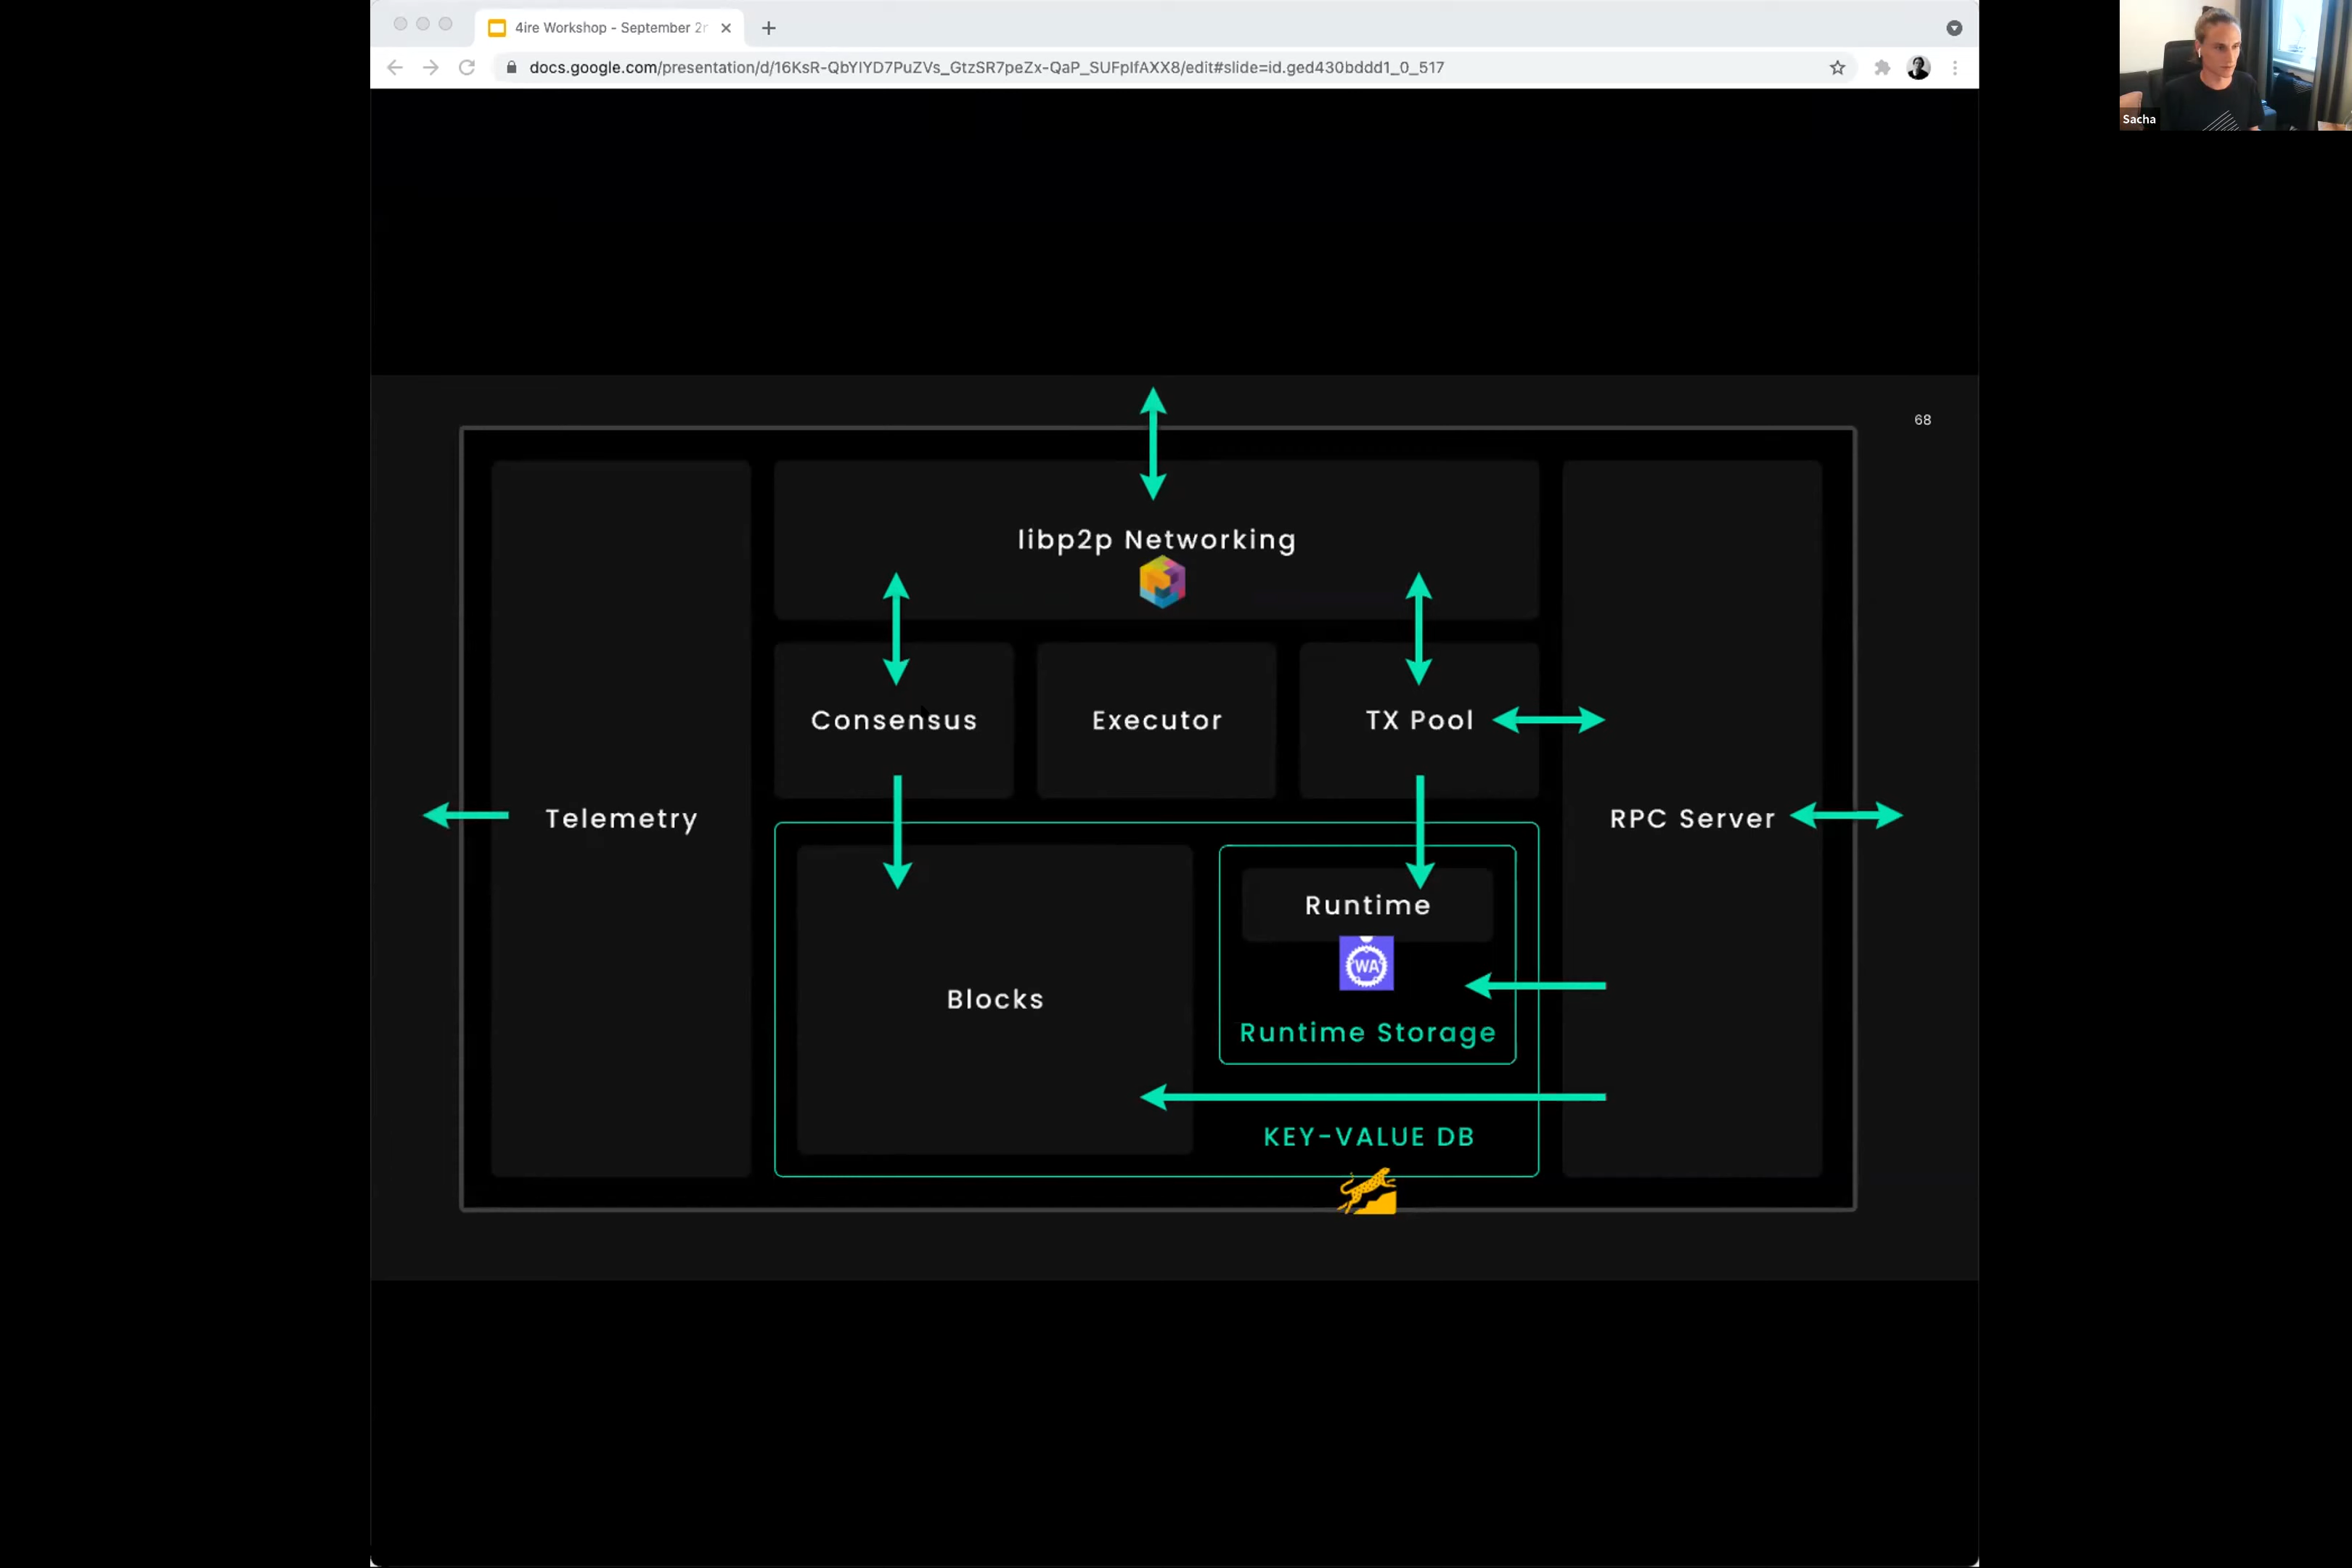 4ire Workshop - September 2r
docs.google.com/presentation/d/16KsR-QbYIYD7PuZVs_GtzSR7peZx-QaP_SUFpIfAXX8/edit#slide=id.ged430bddd1_0_517
Sacha
68
libp2p Networking
Consensus
Executor
TX Pool
Telemetry
RPC Server
Runtime
WA
Blocks
Runtime Storage
KEY-VALUE DB